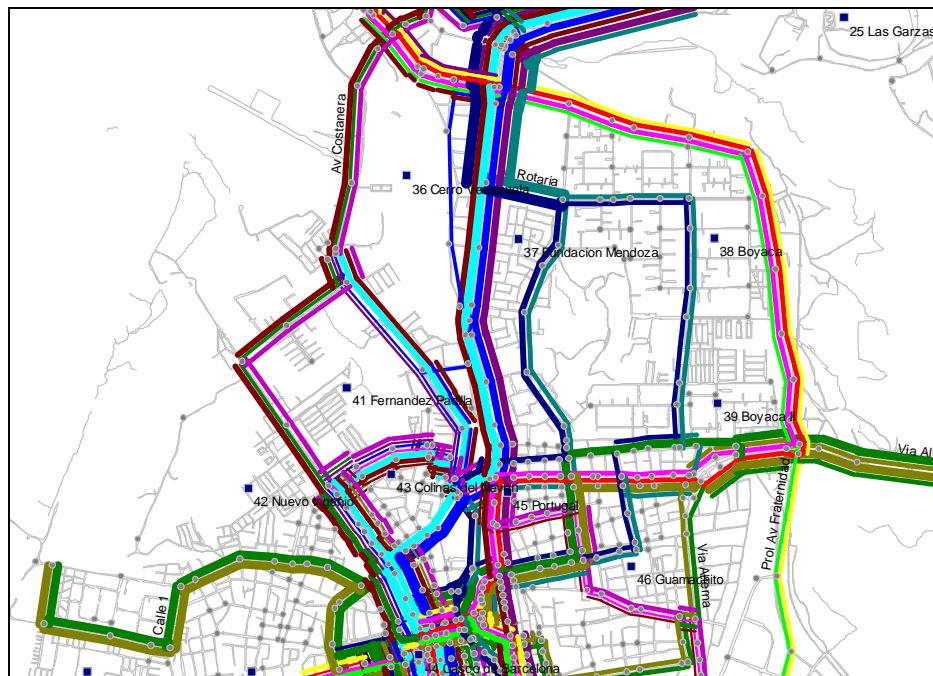 25 Las Garzas
Av Costanera
Rotaria
36 Cerro Venezuela
37 Fundacion Mendoza
38 Boyaca
41 Fernandez Padilla
39 Boyaca II
Via Al
42 Nuevo Ingenio
43 Colinas del Neveri
45 Portugal
Prol Av Fraternidad
Via Alterna
46 Guamachito
Calle 1
44 Casco de Barcelona